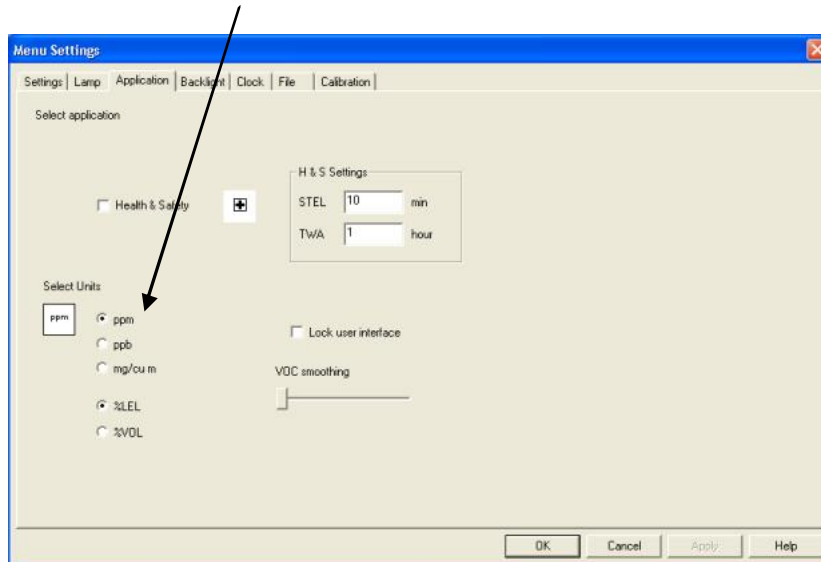 Menu Settings
Settings Lamp Application Backlight Clock File Calibration
Select application
Health & Safety
H & S Settings
STEL 10 min
TWA 1 hour
Select Units
ppm
ppm
ppb
mg/cu m
%LEL
%VOL
Lock user interface
VOC smoothing
OK Cancel Apply Help